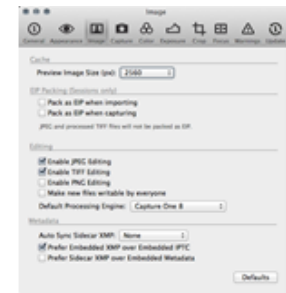 Image
General Appearance Image Capture Color Exposure Crop Focus Warnings Update
Cache
Preview Image Size (px): 2560
EIP Packing (Sessions only)
Pack as EIP when importing
Pack as EIP when capturing
JPEG and processed TIFF files will not be packed as EIP.
Editing
Enable JPEG Editing
Enable TIFF Editing
Enable PNG Editing
Make new files writable by everyone
Default Processing Engine: Capture One 8
Metadata
Auto Sync Sidecar XMP: None
Prefer Embedded XMP over Embedded IPTC
Prefer Sidecar XMP over Embedded Metadata
Defaults